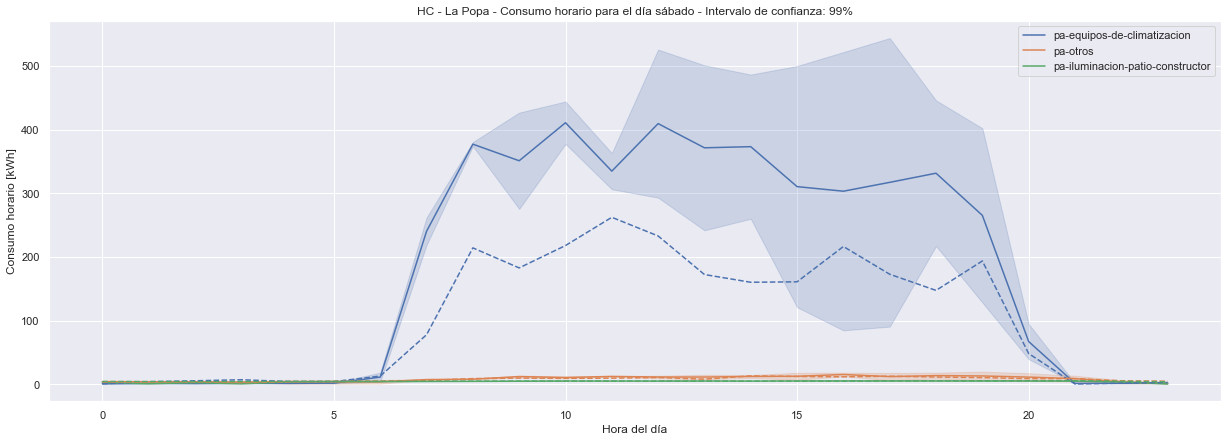 HC - La Popa - Consumo horario para el día sábado - Intervalo de confianza: 99%
pa-equipos-de-climatizacion
pa-otros
pa-iluminacion-patio-constructor
Consumo horario [kWh]
500
400
300
200
100
0
0 5 10 15 20
Hora del día